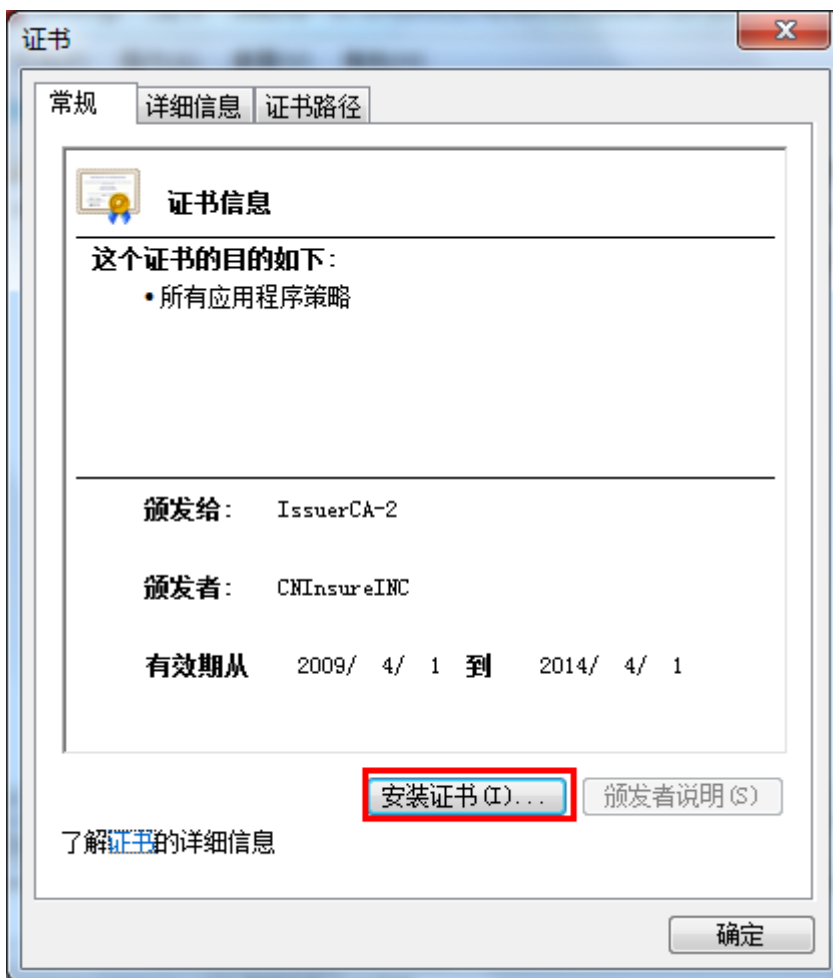 证书
常规 详细信息 证书路径
证书信息
这个证书的目的如下:
•所有应用程序策略
颁发给: IssuerCA-2
颁发者: CNInsureINC
有效期从 2009/ 4/ 1 到 2014/ 4/ 1
安装证书(I)... 颁发者说明(S)
了解证书的详细信息
确定